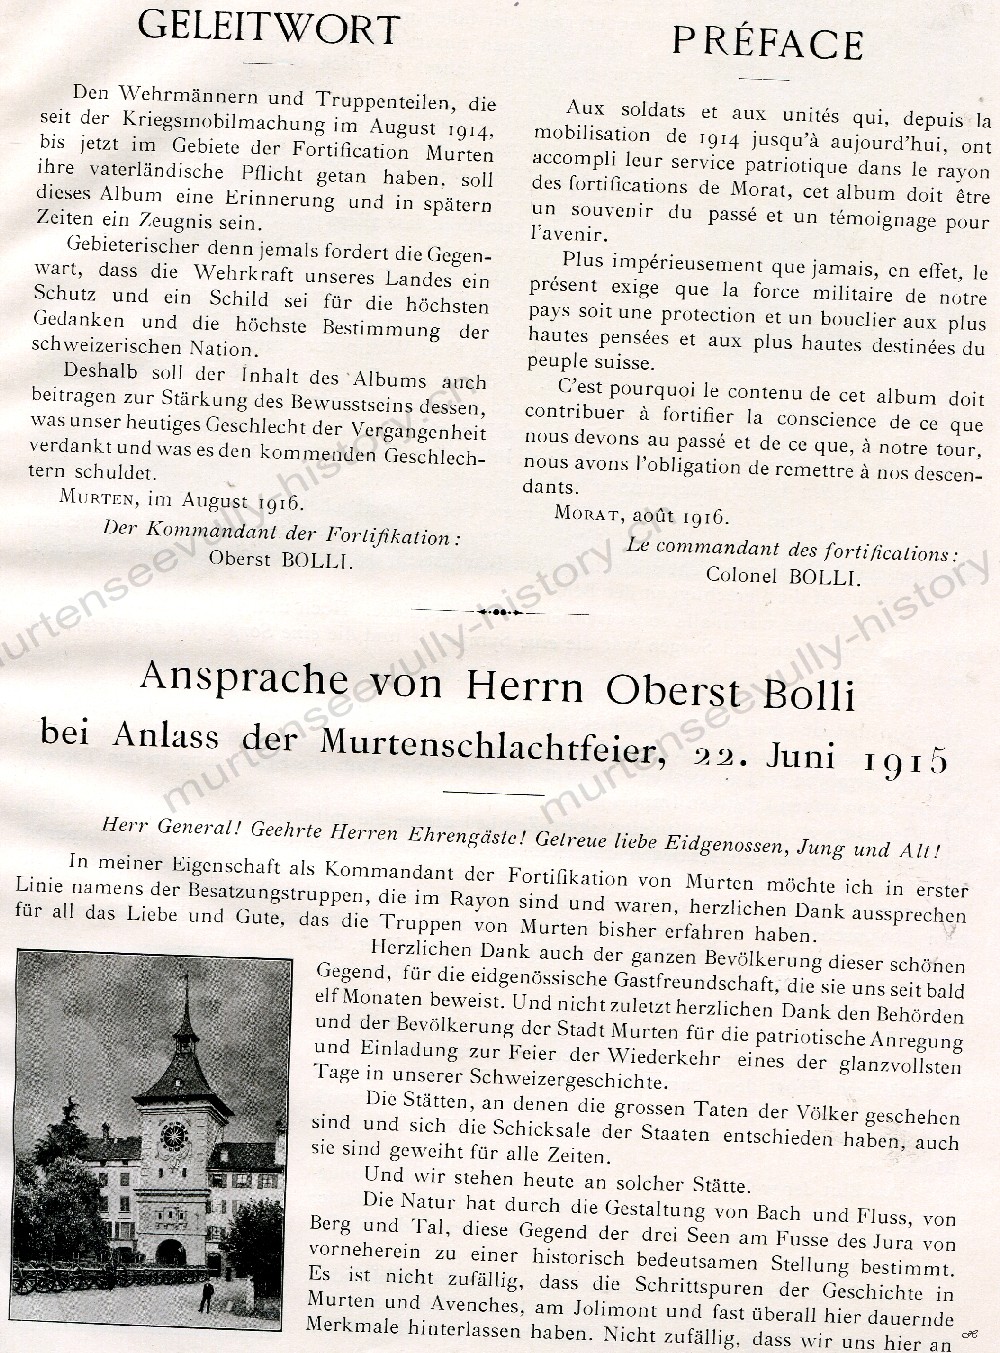 GELEITWORT
Den Wehrmännern und Truppenteilen, die
seit der Kriegsmobilmachung im August 1914,
bis jetzt im Gebiete der Fortification Murten
ihre vaterländische Pflicht getan haben, soll
dieses Album eine Erinnerung und in spätern
Zeiten ein Zeugnis sein.
Gebieterischer denn jemals fordert die Gegen-
wart, dass die Wehrkraft unseres Landes ein
Schutz und ein Schild sei für die höchsten
Gedanken und die höchste Bestimmung der
schweizerischen Nation.
Deshalb soll der Inhalt des Albums auch
beitragen zur Stärkung des Bewusstseins dessen,
was unser heutiges Geschlecht der Vergangenheit
verdankt und was es den kommenden Geschlech-
tern schuldet.
MURTEN, im August 1916.
Der Kommandant der Fortifikation:
Oberst BOLLI.
PRÉFACE
Aux soldats et aux unités qui, depuis la
mobilisation de 1914 jusqu'à aujourd'hui, ont
accompli leur service patriotique dans le rayon
des fortifications de Morat, cet album doit être
un souvenir du passé et un témoignage pour
l'avenir.
Plus impérieusement que jamais, en effet, le
présent exige que la force militaire de notre
pays soit une protection et un bouclier aux plus
hautes pensées et aux plus hautes destinées du
peuple suisse.
C'est pourquoi le contenu de cet album doit
contribuer à fortifier la conscience de ce que
nous devons au passé et de ce que, à notre tour,
nous avons l'obligation de remettre à nos descen-
dants.
MORAT, août 1916.
Le commandant des fortifications:
Colonel BOLLI.
Ansprache von Herrn Oberst Bolli
bei Anlass der Murtenschlachtfeier, 22. Juni 1915
Herr General! Geehrte Herren Ehrengäste! Getreue liebe Eidgenossen, Jung und Alt!
In meiner Eigenschaft als Kommandant der Fortifikation von Murten möchte ich in erster
Linie namens der Besatzungstruppen, die im Rayon sind und waren, herzlichen Dank aussprechen
für all das Liebe und Gute, das die Truppen von Murten bisher erfahren haben.
Herzlichen Dank auch der ganzen Bevölkerung dieser schönen
Gegend, für die eidgenössische Gastfreundschaft, die sie uns seit bald
elf Monaten beweist. Und nicht zuletzt herzlichen Dank den Behörden
und der Bevölkerung der Stadt Murten für die patriotische Anregung
und Einladung zur Feier der Wiederkehr eines der glanzvollsten
Tage in unserer Schweizergeschichte.
Die Stätten, an denen die grossen Taten der Völker geschehen
sind und sich die Schicksale der Staaten entschieden haben, auch
sie sind geweiht für alle Zeiten.
Und wir stehen heute an solcher Stätte.
Die Natur hat durch die Gestaltung von Bach und Fluss, von
Berg und Tal, diese Gegend der drei Seen am Fusse des Jura von
vorneherein zu einer historisch bedeutsamen Stellung bestimmt.
Es ist nicht zufällig, dass die Schrittspuren der Geschichte in
Murten und Avenches, am Jolimont und fast überall hier dauernde
Merkmale hinterlassen haben. Nicht zufällig, dass wir uns hier an
murtenseevully-history.ch
murtenseevully-history.ch
murtenseevully-history